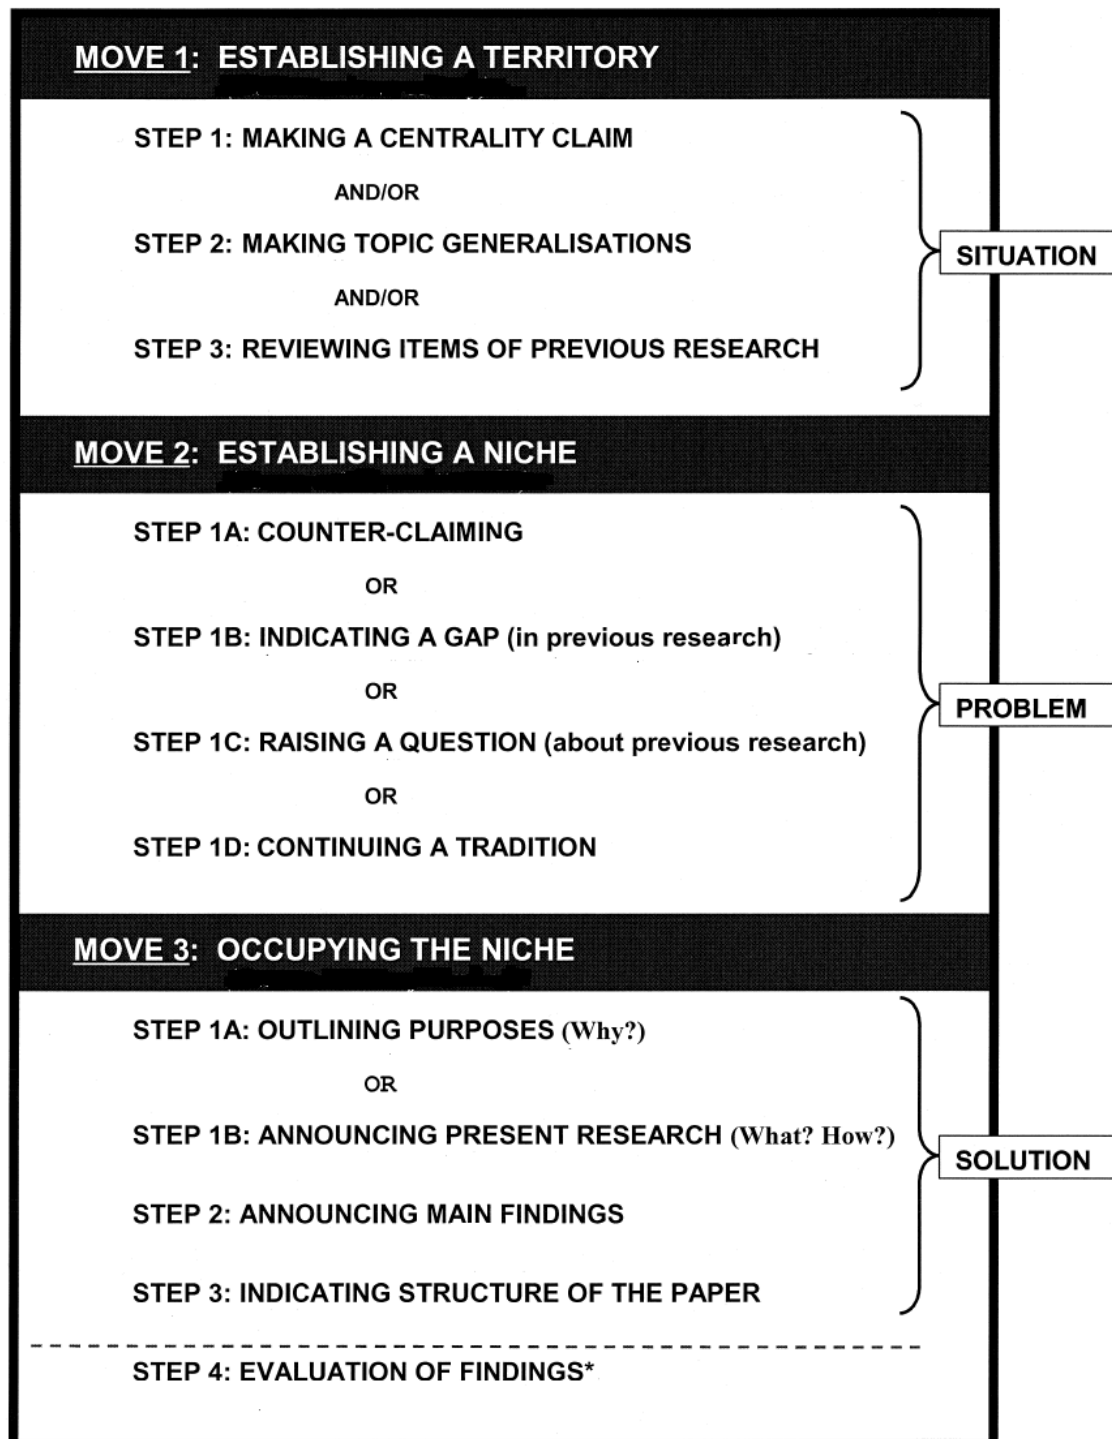 MOVE 1: ESTABLISHING A TERRITORY
STEP 1: MAKING A CENTRALITY CLAIM
AND/OR
STEP 2: MAKING TOPIC GENERALISATIONS
SITUATION
AND/OR
STEP 3: REVIEWING ITEMS OF PREVIOUS RESEARCH
MOVE 2: ESTABLISHING A NICHE
STEP 1A: COUNTER-CLAIMING
OR
STEP 1B: INDICATING A GAP (in previous research)
OR
PROBLEM
STEP 1C: RAISING A QUESTION (about previous research)
OR
STEP 1D: CONTINUING A TRADITION
MOVE 3: OCCUPYING THE NICHE
STEP 1A: OUTLINING PURPOSES (Why?)
OR
STEP 1B: ANNOUNCING PRESENT RESEARCH (What? How?)
SOLUTION
STEP 2: ANNOUNCING MAIN FINDINGS
STEP 3: INDICATING STRUCTURE OF THE PAPER
STEP 4: EVALUATION OF FINDINGS*